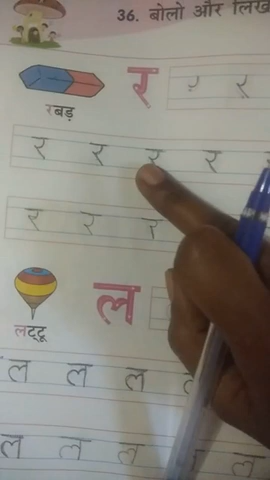 36. बोलो और लिख
र र र
रबड़
र र र र
र र र
ल
लट्टू
ल ल ल
ल ल ल ल